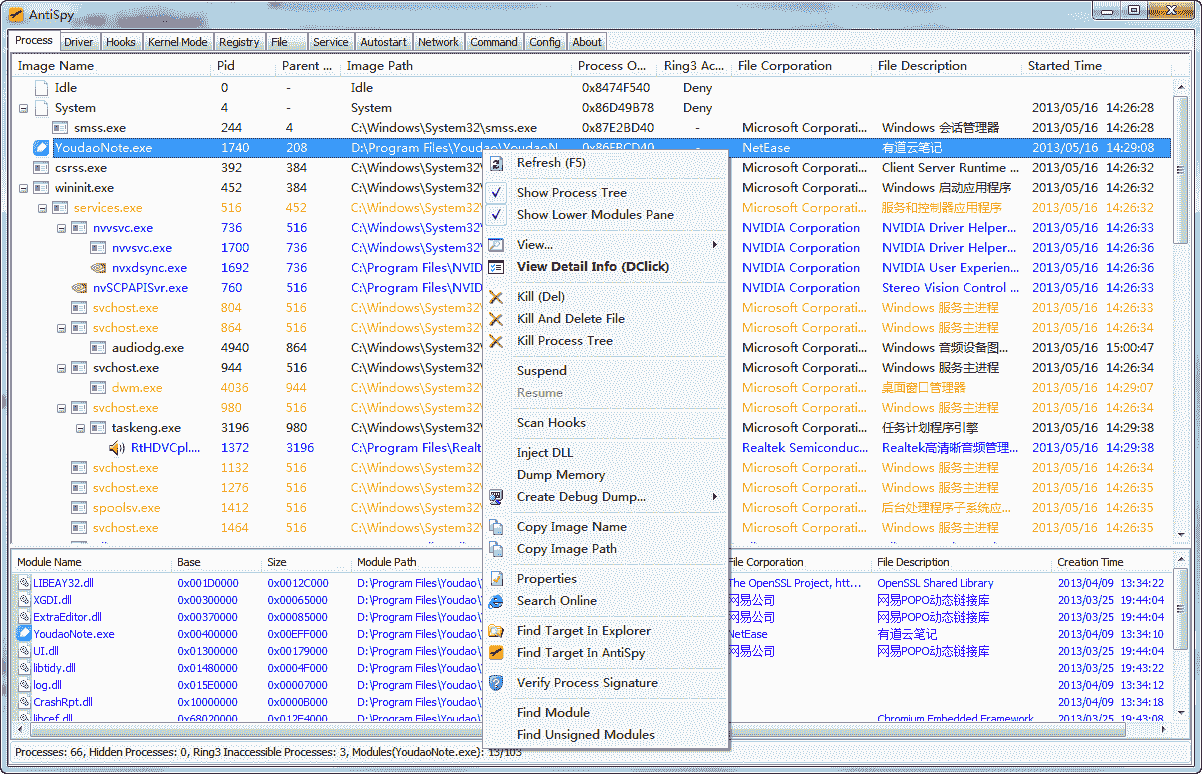 AntiSpy
Process Driver Hooks Kernel Mode Registry File Service Autostart Network Command Config About
Image Name Pid Parent ... Image Path Process O... Ring3 Ac... File Corporation File Description Started Time
Idle 0 - Idle 0x8474F540 Deny
System 4 - System 0x86D49B78 Deny 2013/05/16 14:26:28
smss.exe 244 4 C:\Windows\System32\smss.exe 0x87E2BD40 - Microsoft Corporati... Windows 会话管理器 2013/05/16 14:26:28
YoudaoNote.exe 1740 208 D:\Program Files\Youdao\YoudaoN... 0x86FBCD40 - NetEase 有道云笔记 2013/05/16 14:29:08
csrss.exe 392 384 C:\Windows\System32\ Microsoft Corporati... Client Server Runtime ... 2013/05/16 14:26:32
wininit.exe 452 384 C:\Windows\System32\ Microsoft Corporati... Windows 启动应用程序 2013/05/16 14:26:32
services.exe 516 452 C:\Windows\System32\ Microsoft Corporati... 服务和控制器应用程序 2013/05/16 14:26:32
nvvsvc.exe 736 516 C:\Windows\System32\ NVIDIA Corporation NVIDIA Driver Helper... 2013/05/16 14:26:33
nvvsvc.exe 1700 736 C:\Windows\System32\ NVIDIA Corporation NVIDIA Driver Helper... 2013/05/16 14:26:36
nvxdsync.exe 1692 736 C:\Program Files\NVID NVIDIA Corporation NVIDIA User Experien... 2013/05/16 14:26:36
nvSCPAPISvr.exe 760 516 C:\Program Files\NVID NVIDIA Corporation Stereo Vision Control ... 2013/05/16 14:26:33
svchost.exe 804 516 C:\Windows\System32\ Microsoft Corporati... Windows 服务主进程 2013/05/16 14:26:33
svchost.exe 864 516 C:\Windows\System32\ Microsoft Corporati... Windows 服务主进程 2013/05/16 14:26:34
audiodg.exe 4940 864 C:\Windows\System32\ Microsoft Corporati... Windows 音频设备图... 2013/05/16 15:00:47
svchost.exe 944 516 C:\Windows\System32\ Microsoft Corporati... Windows 服务主进程 2013/05/16 14:26:34
dwm.exe 4036 944 C:\Windows\System32\ Microsoft Corporati... 桌面窗口管理器 2013/05/16 14:29:07
svchost.exe 980 516 C:\Windows\System32\ Microsoft Corporati... Windows 服务主进程 2013/05/16 14:26:34
taskeng.exe 3196 980 C:\Windows\System32\ Microsoft Corporati... 任务计划程序引擎 2013/05/16 14:29:38
RtHDVCpl.... 1372 3196 C:\Program Files\Realt Realtek Semiconduc... Realtek高清晰音频管理... 2013/05/16 14:29:38
svchost.exe 1132 516 C:\Windows\System32\ Microsoft Corporati... Windows 服务主进程 2013/05/16 14:26:34
svchost.exe 1276 516 C:\Windows\System32\ Microsoft Corporati... Windows 服务主进程 2013/05/16 14:26:35
spoolsv.exe 1412 516 C:\Windows\System32\ Microsoft Corporati... 后台处理程序子系统应... 2013/05/16 14:26:35
svchost.exe 1464 516 C:\Windows\System32\ Microsoft Corporati... Windows 服务主进程 2013/05/16 14:26:35
Refresh (F5)
Show Process Tree
Show Lower Modules Pane
View...
View Detail Info (DClick)
Kill (Del)
Kill And Delete File
Kill Process Tree
Suspend
Resume
Scan Hooks
Inject DLL
Dump Memory
Create Debug Dump...
Copy Image Name
Copy Image Path
Properties
Search Online
Find Target In Explorer
Find Target In AntiSpy
Verify Process Signature
Find Module
Find Unsigned Modules
Module Name Base Size Module Path File Corporation File Description Creation Time
LIBEAY32.dll 0x001D0000 0x0012C000 D:\Program Files\Youdao\ The OpenSSL Project, htt... OpenSSL Shared Library 2013/04/09 13:34:22
XGDI.dll 0x00300000 0x00065000 D:\Program Files\Youdao\ 网易公司 网易POPO动态链接库 2013/03/25 19:44:04
ExtraEditor.dll 0x00370000 0x00085000 D:\Program Files\Youdao\ 网易公司 网易POPO动态链接库 2013/03/25 19:44:04
YoudaoNote.exe 0x00400000 0x00EFF000 D:\Program Files\Youdao\ NetEase 有道云笔记 2013/04/09 13:34:10
UI.dll 0x01300000 0x00179000 D:\Program Files\Youdao\ 网易公司 网易POPO动态链接库 2013/03/25 19:44:04
libtidy.dll 0x01480000 0x0004F000 D:\Program Files\Youdao\ 2013/03/25 19:43:22
log.dll 0x015E0000 0x00007000 D:\Program Files\Youdao\ 2013/04/09 13:34:12
CrashRpt.dll 0x10000000 0x0000B000 D:\Program Files\Youdao\ 2013/04/09 13:34:18
libcef.dll 0x68020000 0x012E4000 D:\Program Files\Youdao\ Chromium Embedded Framework 2013/03/25 19:43:08
Processes: 66, Hidden Processes: 0, Ring3 Inaccessible Processes: 3, Modules(YoudaoNote.exe): 13/103